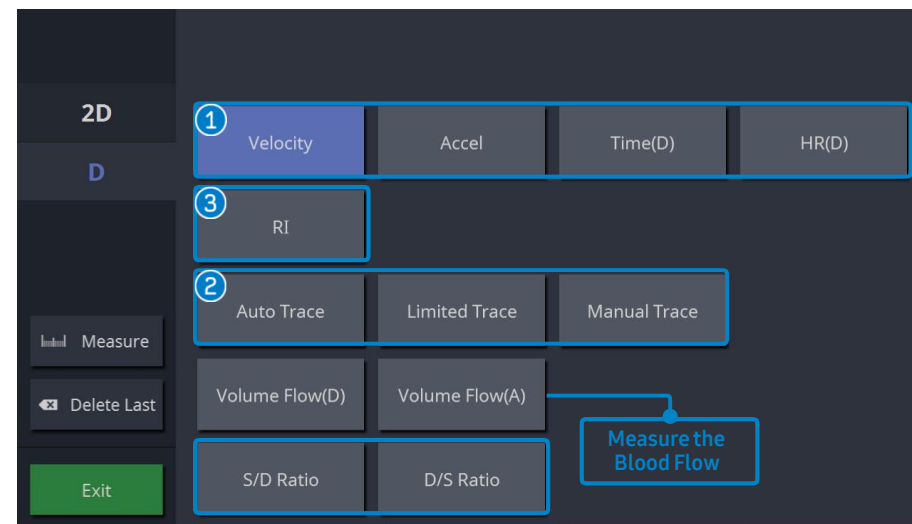 2D
D
1
Velocity
Accel
Time(D)
HR(D)
3
RI
2
Auto Trace
Limited Trace
Manual Trace
Measure
Delete Last
Volume Flow(D)
Volume Flow(A)
Measure the
Blood Flow
S/D Ratio
D/S Ratio
Exit